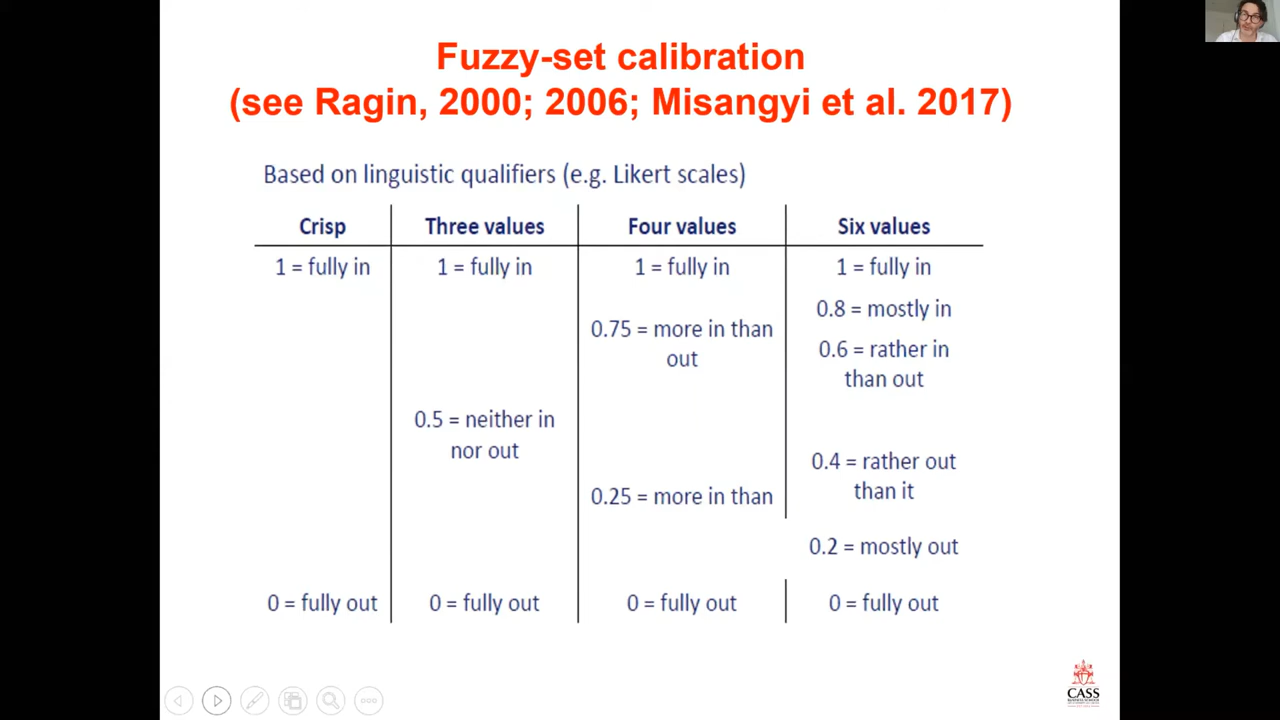 Fuzzy-set calibration
(see Ragin, 2000; 2006; Misangyi et al. 2017)
Based on linguistic qualifiers (e.g. Likert scales)
Crisp
Three values
Four values
Six values
1 = fully in
1 = fully in
1 = fully in
1 = fully in
0.8 = mostly in
0.75 = more in than
out
0.6 = rather in
than out
0.5 = neither in
nor out
0.4 = rather out
than it
0.25 = more in than
0.2 = mostly out
0 = fully out
0 = fully out
0 = fully out
0 = fully out
CASS